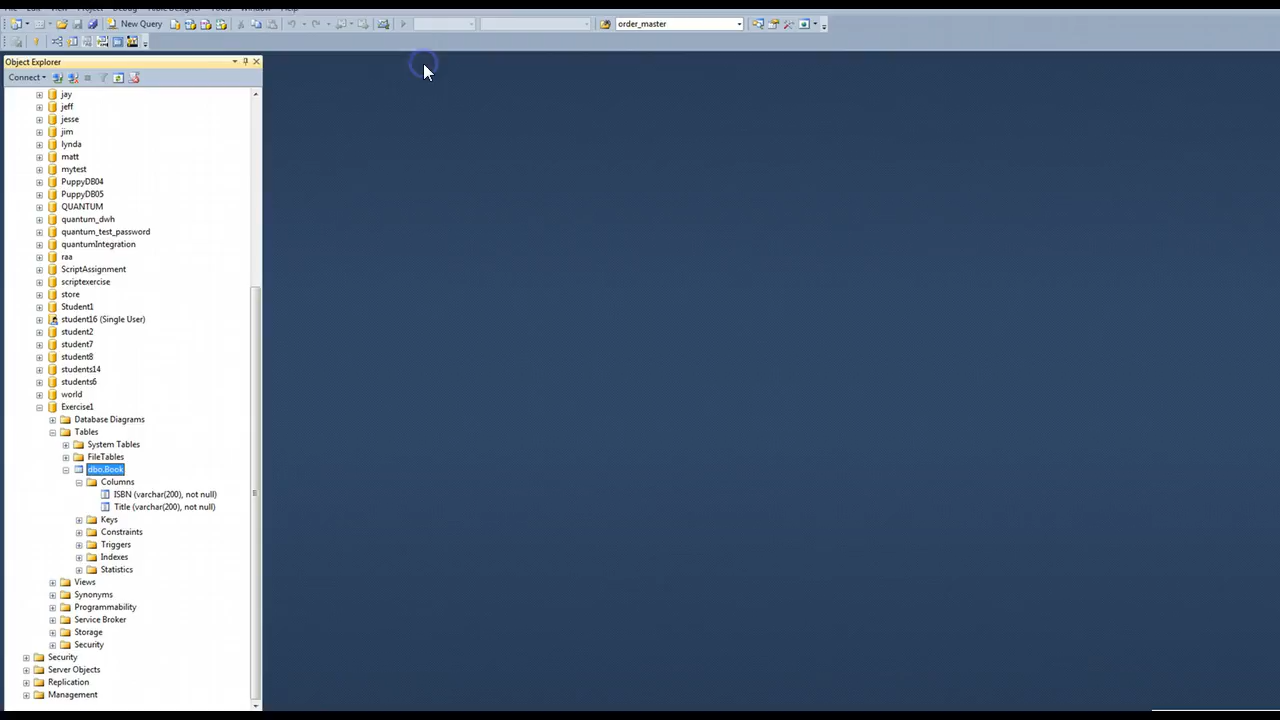 New Query
order_master
Object Explorer
Connect
jay
jeff
jesse
jim
lynda
matt
mytest
PuppyDB04
PuppyDB05
QUANTUM
quantum_dwh
quantum_test_password
quantumIntegration
raa
ScriptAssignment
scriptexercise
store
Student1
student16 (Single User)
student2
student7
student8
students14
students6
world
Exercise1
Database Diagrams
Tables
System Tables
FileTables
dbo.Book
Columns
ISBN (varchar(200), not null)
Title (varchar(200), not null)
Keys
Constraints
Triggers
Indexes
Statistics
Views
Synonyms
Programmability
Service Broker
Storage
Security
Security
Server Objects
Replication
Management